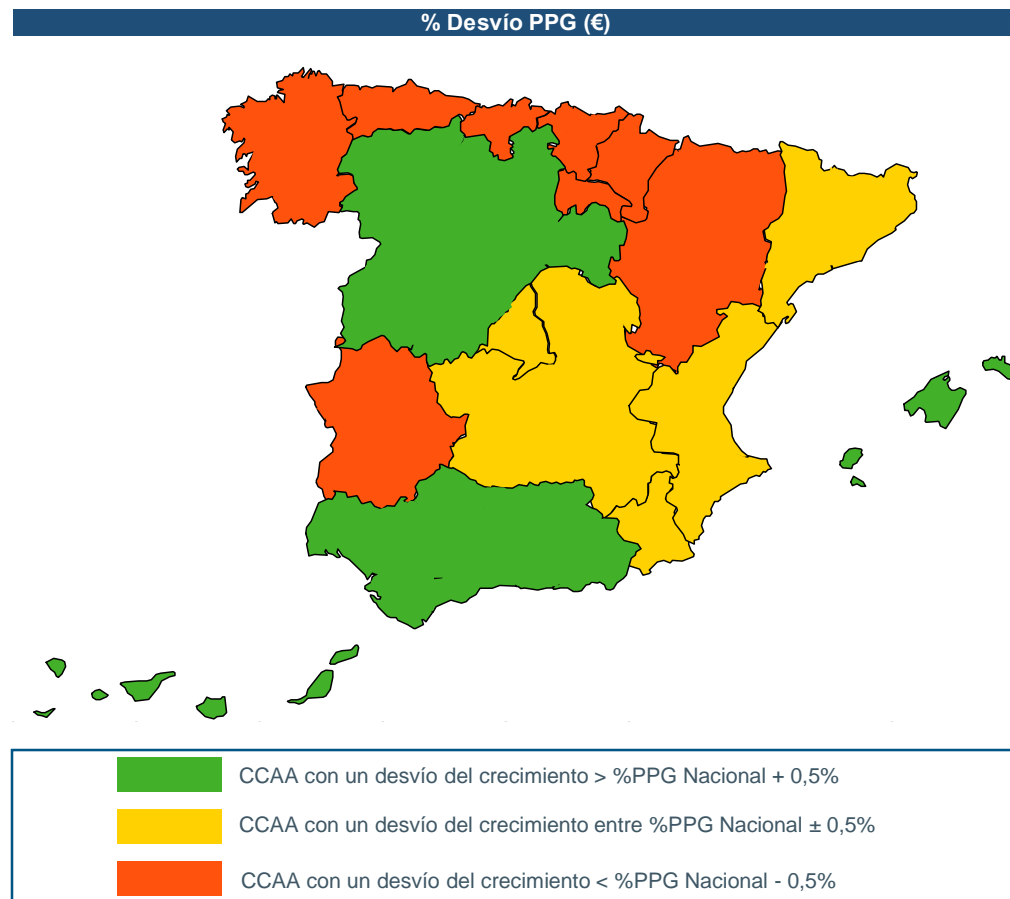 % Desvío PPG (€)
CCAA con un desvío del crecimiento > %PPG Nacional + 0,5%
CCAA con un desvío del crecimiento entre %PPG Nacional ± 0,5%
CCAA con un desvío del crecimiento < %PPG Nacional - 0,5%